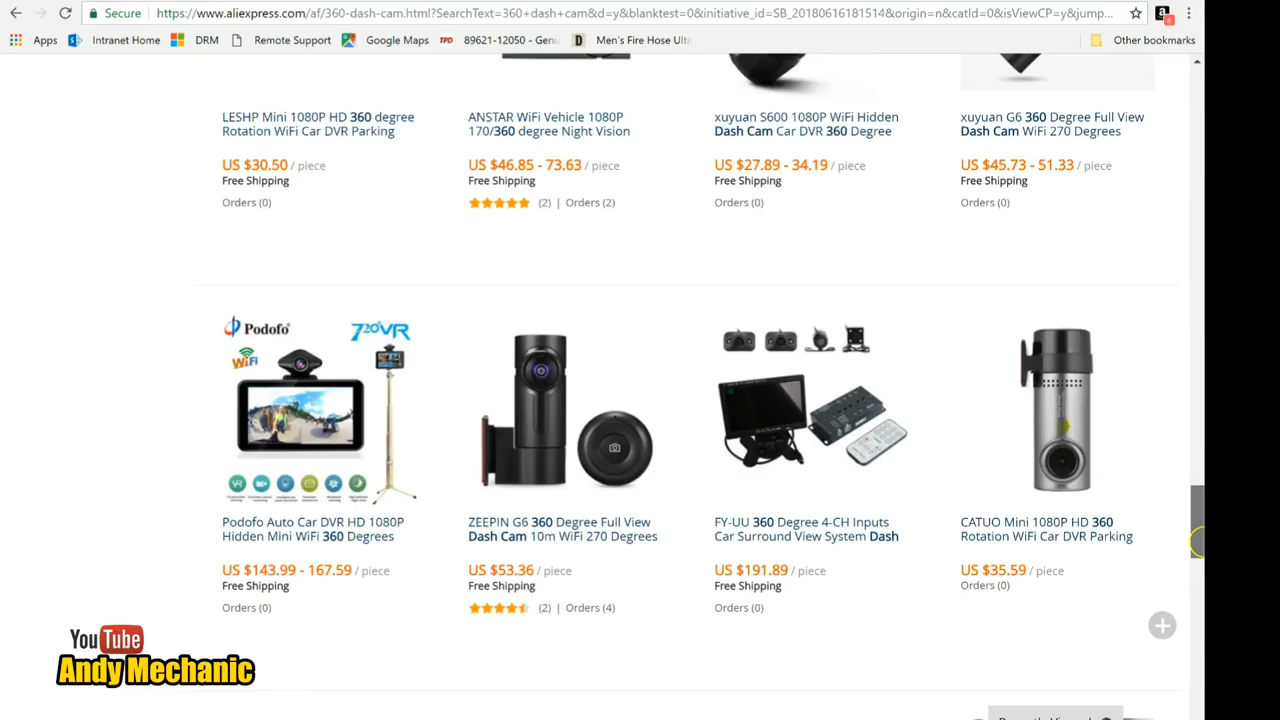 Secure
https://www.aliexpress.com/af/360-dash-cam.html?SearchText=360+dash+cam&d=y&blanktest=0&initiative_id=SB_20180616181514&origin=n&catId=0&isViewCP=y&jump...
Apps Intranet Home DRM Remote Support Google Maps TPD 89621-12050 - Genu D Men's Fire Hose Ulti Other bookmarks
LESHP Mini 1080P HD 360 degree
Rotation WiFi Car DVR Parking
US $30.50 / piece
Free Shipping
Orders (0)
ANSTAR WiFi Vehicle 1080P
170/360 degree Night Vision
US $46.85 - 73.63 / piece
Free Shipping
(2) | Orders (2)
xuyuan S600 1080P WiFi Hidden
Dash Cam Car DVR 360 Degree
US $27.89 - 34.19 / piece
Free Shipping
Orders (0)
xuyuan G6 360 Degree Full View
Dash Cam WiFi 270 Degrees
US $45.73 - 51.33 / piece
Free Shipping
Orders (0)
Podofo
720°VR
WiFi
VR
Podofo Auto Car DVR HD 1080P
Hidden Mini WiFi 360 Degrees
US $143.99 - 167.59 / piece
Free Shipping
Orders (0)
ZEEPIN G6 360 Degree Full View
Dash Cam 10m WiFi 270 Degrees
US $53.36 / piece
Free Shipping
(2) | Orders (4)
FY-UU 360 Degree 4-CH Inputs
Car Surround View System Dash
US $191.89 / piece
Free Shipping
Orders (0)
CATUO Mini 1080P HD 360
Rotation WiFi Car DVR Parking
US $35.59 / piece
Orders (0)
YouTube
Andy Mechanic